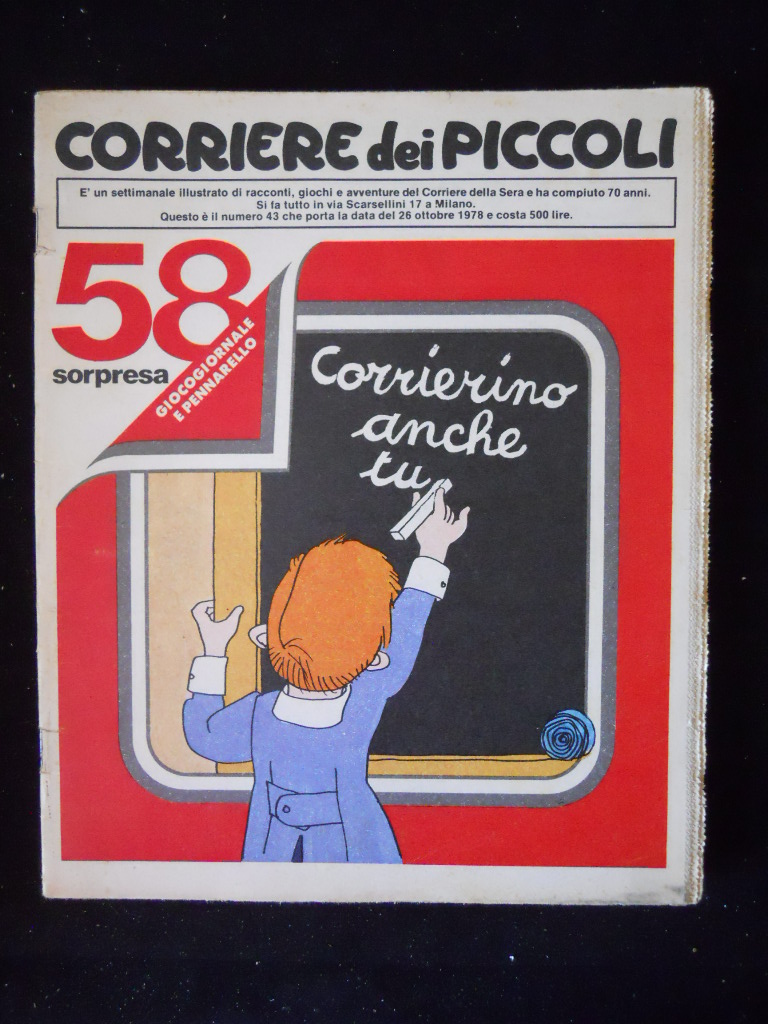 CORRIERE dei PICCOLI
E' un settimanale illustrato di racconti, giochi e avventure del Corriere della Sera e ha compiuto 70 anni.
Si fa tutto in via Scarsellini 17 a Milano.
Questo è il numero 43 che porta la data del 26 ottobre 1978 e costa 500 lire.
58
sorpresa
GIOCOGIORNALE
E PENNARELLO
Corrierino
anche
tu